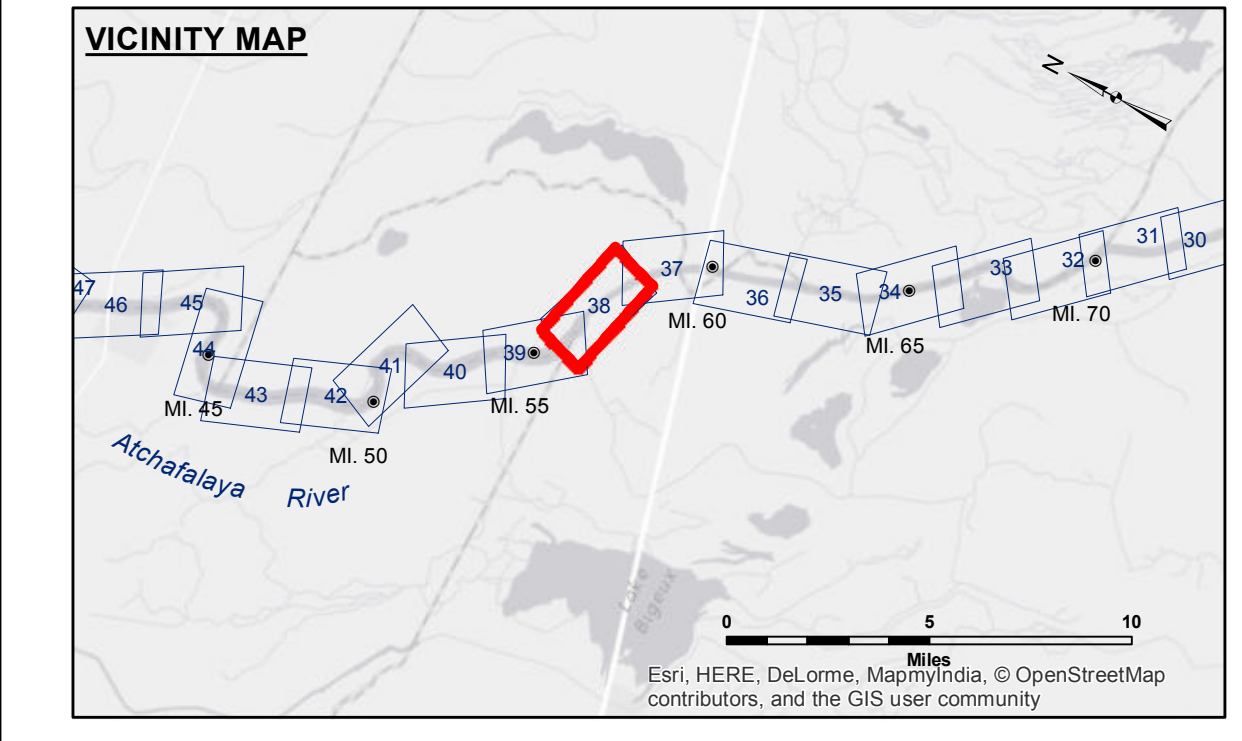 VICINITY MAP
N
47
46
45
44
43
42
41
40
39
38
37
36
35
34
33
32
31
30
MI. 45
MI. 50
MI. 55
MI. 60
MI. 65
MI. 70
Atchafalaya River
Lake
Bigeux
0 5 10
Miles
Esri, HERE, DeLorme, MapmyIndia, © OpenStreetMap
contributors, and the GIS user community